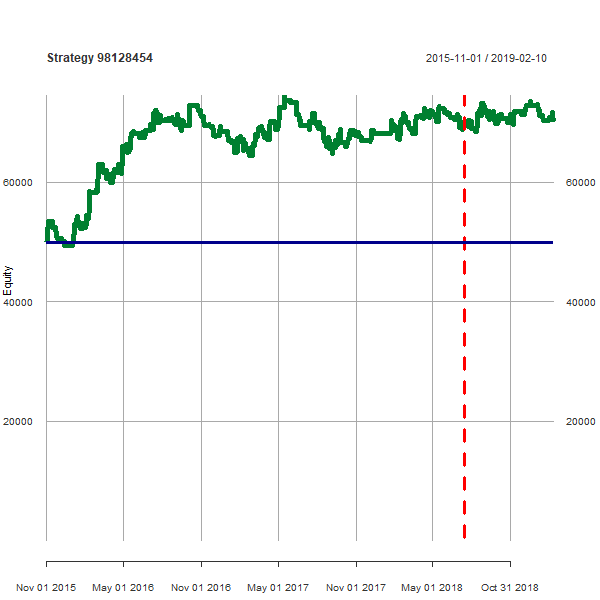 Strategy 98128454
2015-11-01 / 2019-02-10
60000
60000
Equity
40000
40000
20000
20000
Nov 01 2015
May 01 2016
Nov 01 2016
May 01 2017
Nov 01 2017
May 01 2018
Oct 31 2018